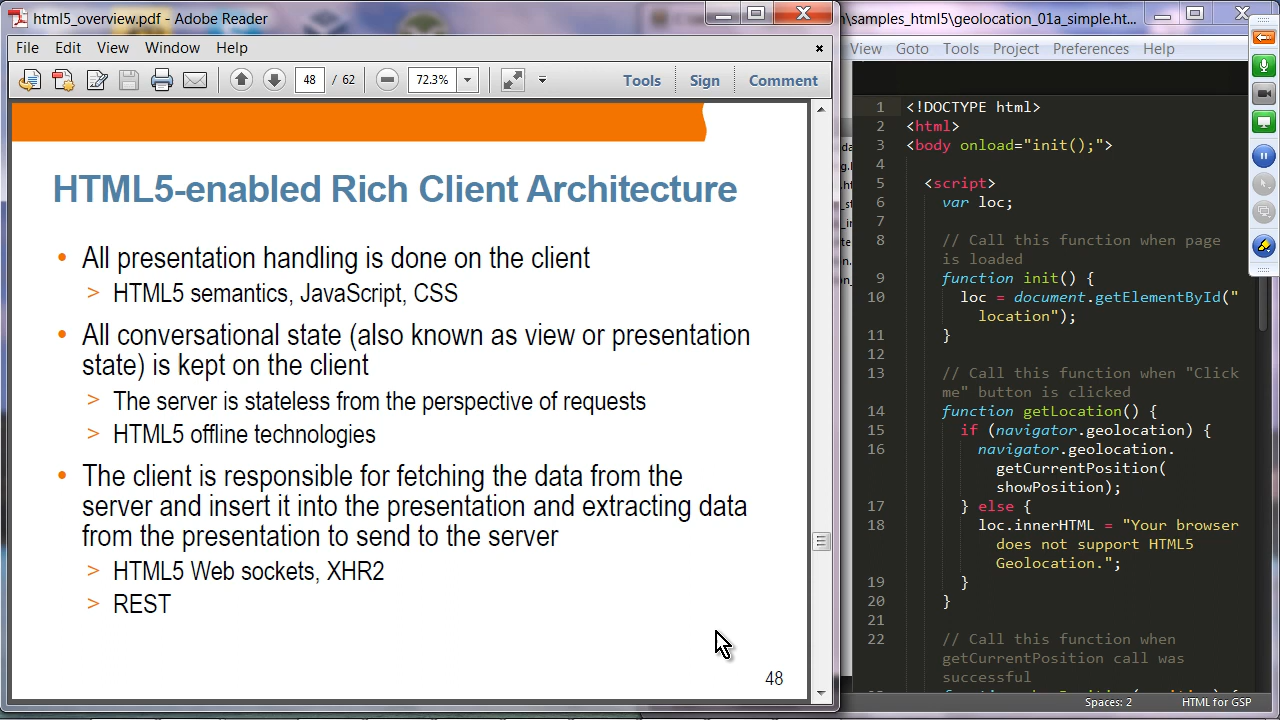 html5_overview.pdf - Adobe Reader
File Edit View Window Help
48 / 62 72.3% Tools Sign Comment
HTML5-enabled Rich Client Architecture
• All presentation handling is done on the client
> HTML5 semantics, JavaScript, CSS
• All conversational state (also known as view or presentation
state) is kept on the client
> The server is stateless from the perspective of requests
> HTML5 offline technologies
• The client is responsible for fetching the data from the
server and insert it into the presentation and extracting data
from the presentation to send to the server
> HTML5 Web sockets, XHR2
> REST
48
\samples_html5\geolocation_01a_simple.ht...
View Goto Tools Project Preferences Help
1 <!DOCTYPE html>
2 <html>
3 <body onload="init();">
4
5 <script>
6 var loc;
7
8 // Call this function when page
is loaded
9 function init() {
10 loc = document.getElementById("
location");
11 }
12
13 // Call this function when "Click
me" button is clicked
14 function getLocation() {
15 if (navigator.geolocation) {
16 navigator.geolocation.
getCurrentPosition(
showPosition);
17 } else {
18 loc.innerHTML = "Your browser
does not support HTML5
Geolocation.";
19 }
20 }
21
22 // Call this function when
getCurrentPosition call was
successful
Spaces: 2 HTML for GSP